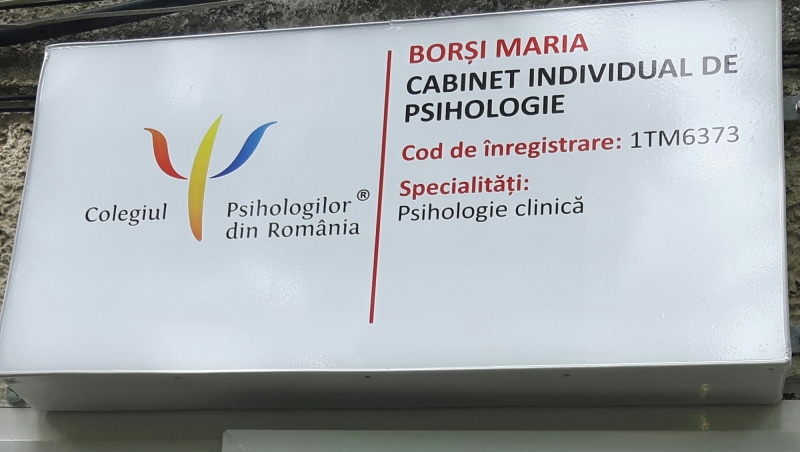 Colegiul
Psihologilor®
din România
BORȘI MARIA
CABINET INDIVIDUAL DE
PSIHOLOGIE
Cod de înregistrare: 1TM6373
Specialități:
Psihologie clinică